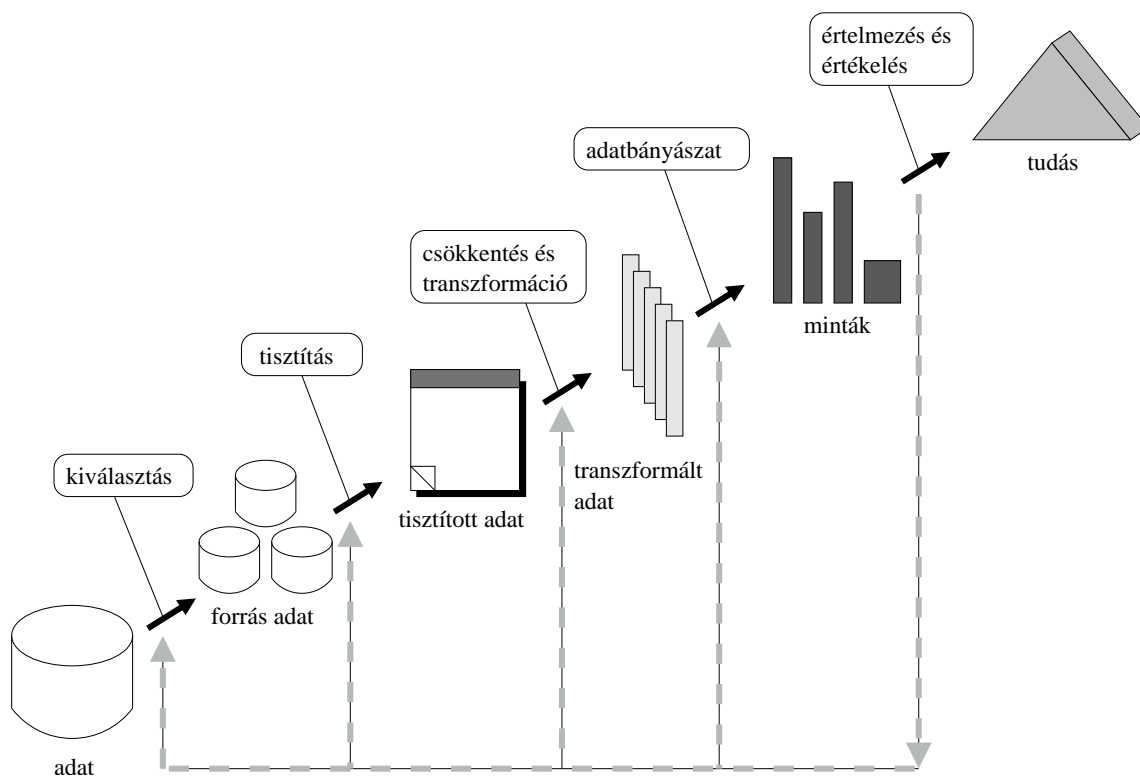 értelmezés és
értékelés
tudás
adatbányászat
minták
csökkentés és
transzformáció
transzformált
adat
tisztítás
tisztított adat
kiválasztás
forrás adat
adat